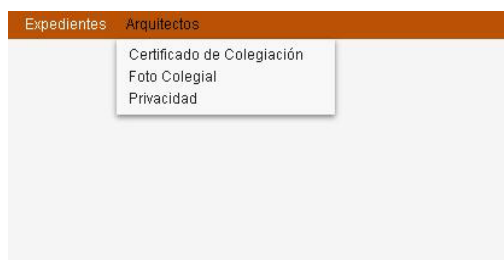 Expedientes Arquitectos
Certificado de Colegiación
Foto Colegial
Privacidad